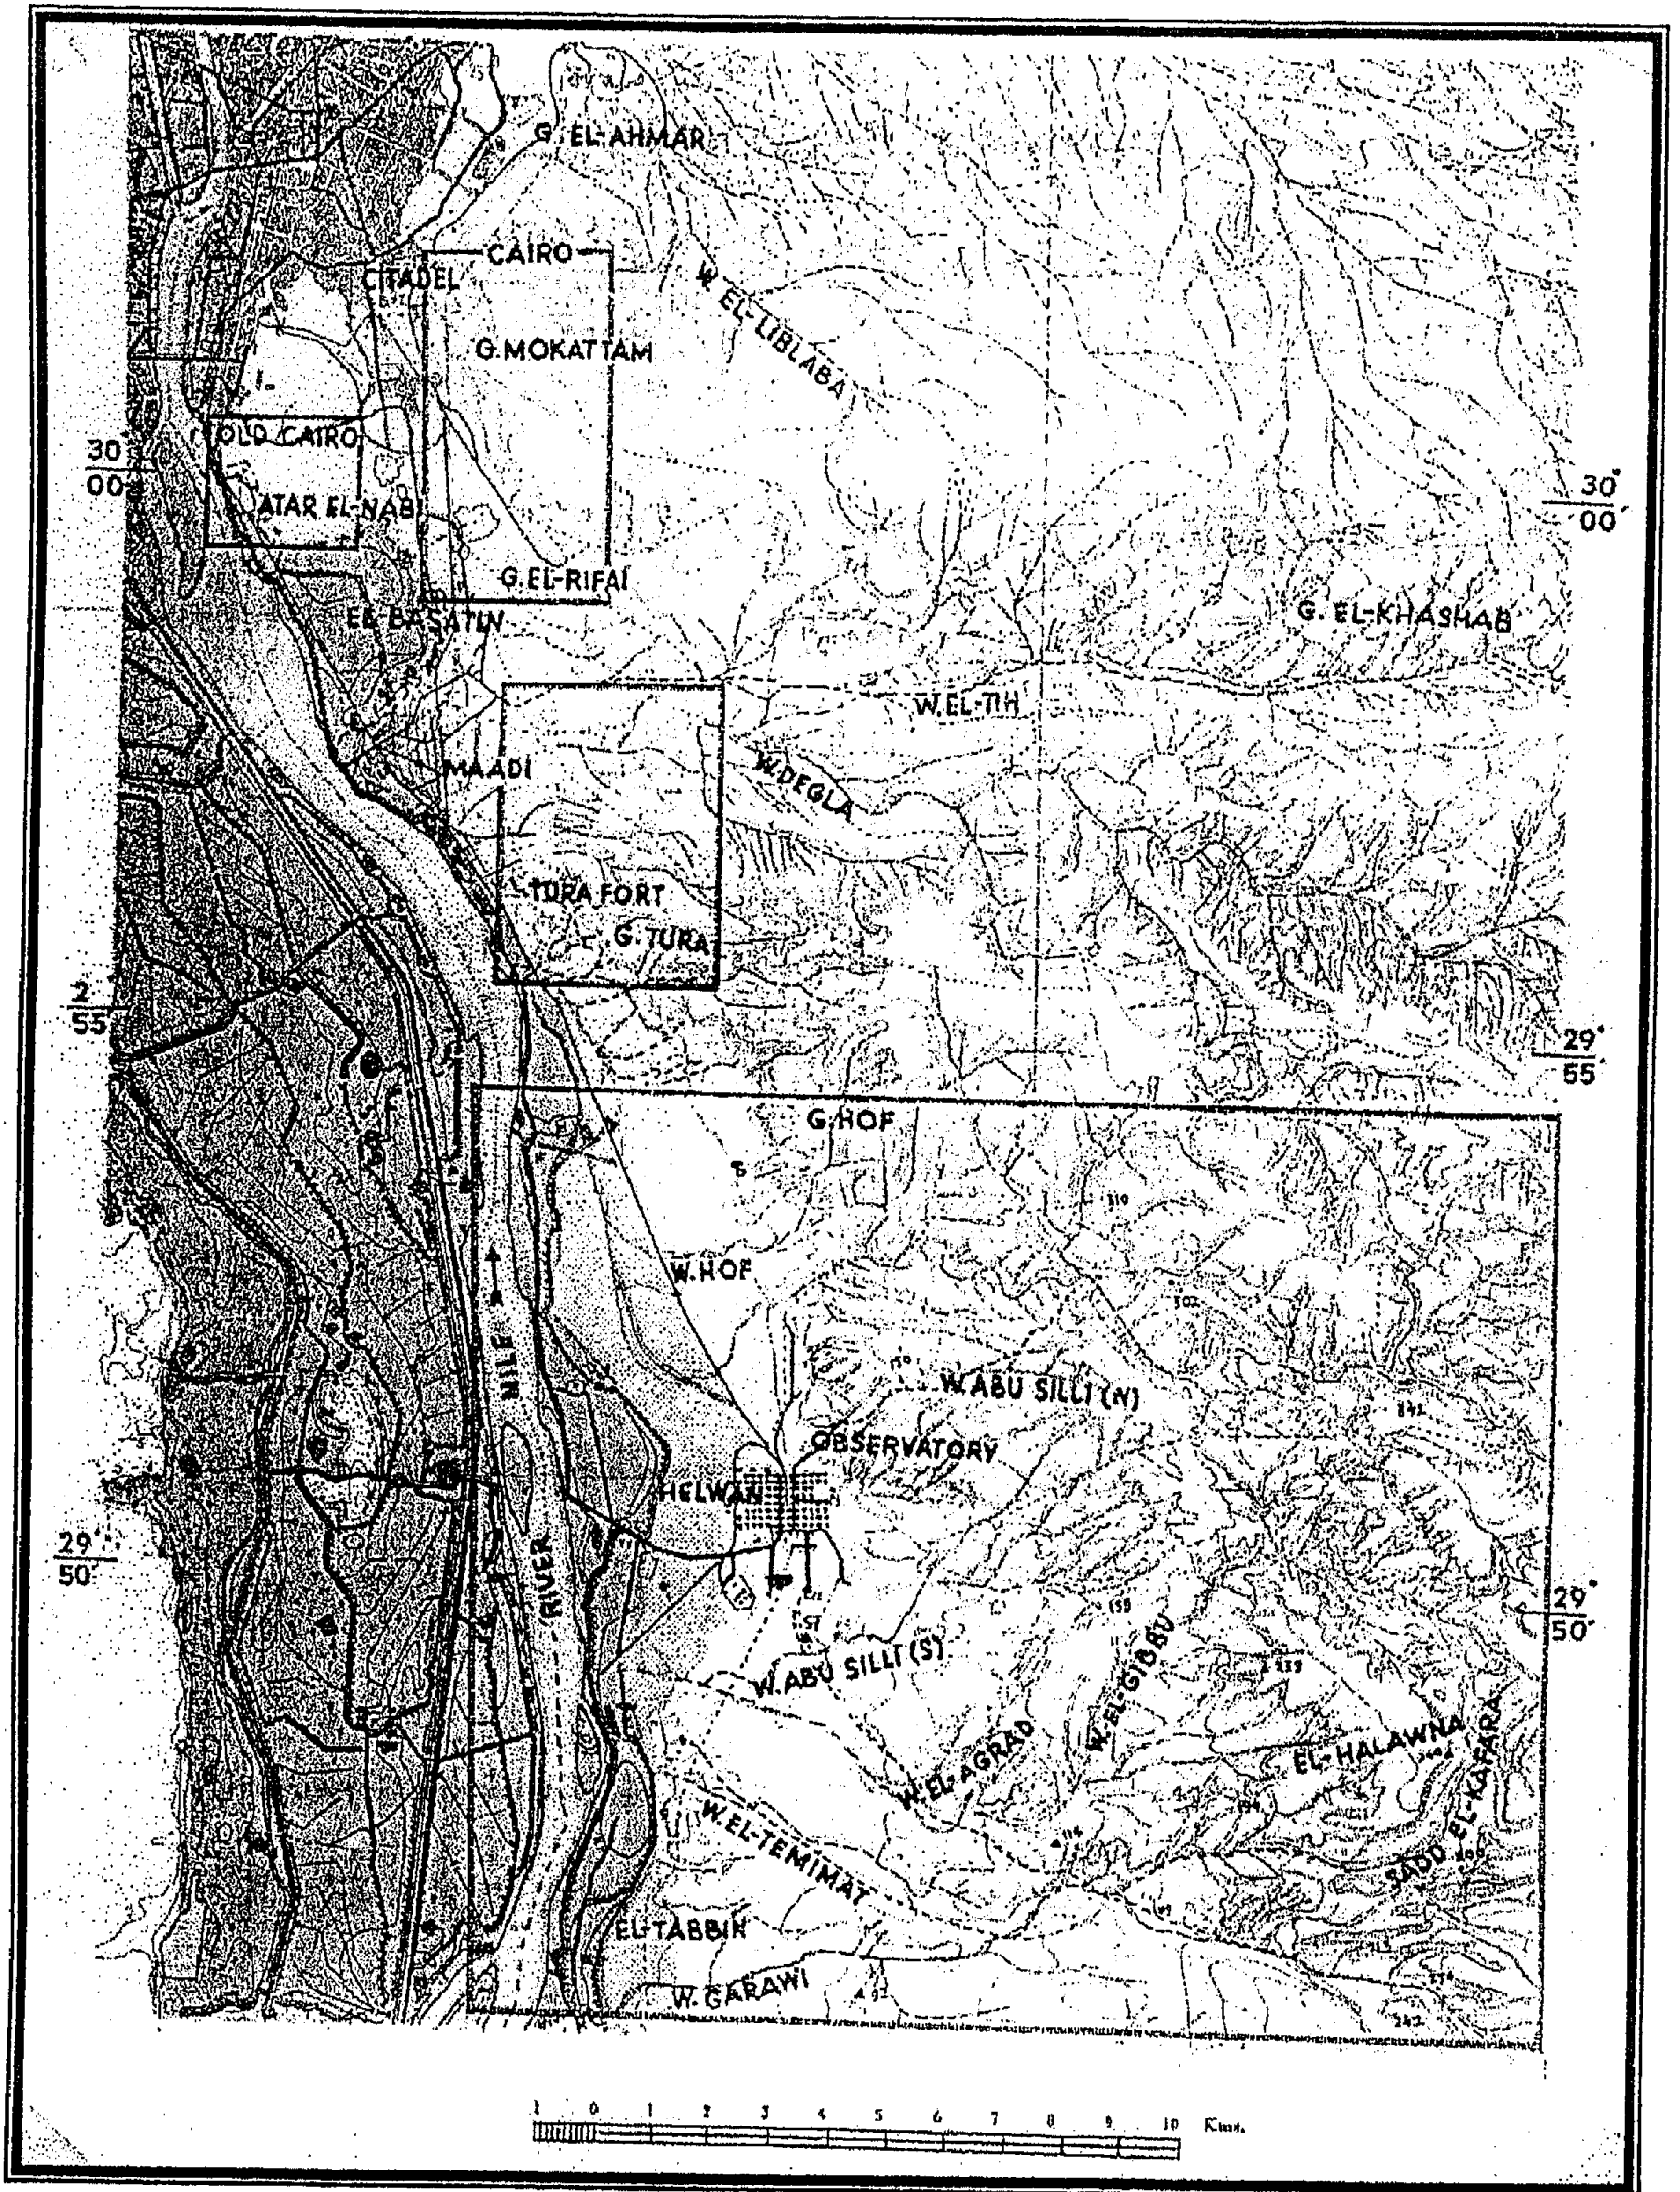 G. EL-AHMAR
CAIRO
CITADEL
G.MOKATTAM
W. EL-LIBLABA
OLD CAIRO
30°
00
30°
00'
ATAR EL-NABI
G.EL-RIFAI
EL BASATIN
G. EL-KHASHAB
W.EL-TIH
MAADI
W.DEGLA
TURA FORT
G.TURA
2
55
29°
55'
G.HOF
319
W.HOF
302
W.ABU SILLI (N)
OBSERVATORY
HELWAN
NILE
RIVER
29°
50'
29°
50'
W.ABU SILLI (S)
W.EL-GIBBU
W.EL-AGRAD
EL-HALAWNA
SADD EL-KAFARA
W.EL-TEMIMAT
EL-TABBIN
W.GARAWI
1 0 1 2 3 4 5 6 7 8 9 10 Kms.